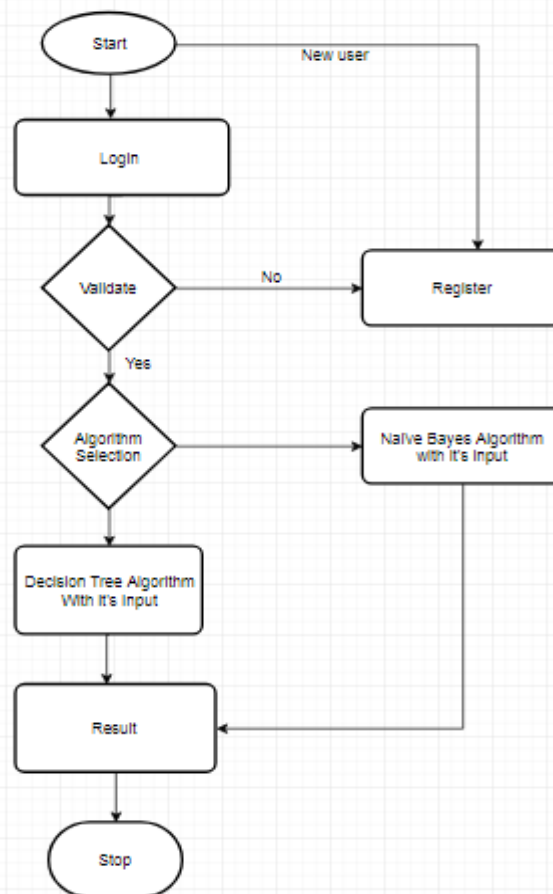 Start
New user
Login
Validate
No
Register
Yes
Algorithm
Selection
Naïve Bayes Algorithm
with It's Input
Decision Tree Algorithm
With It's Input
Result
Stop